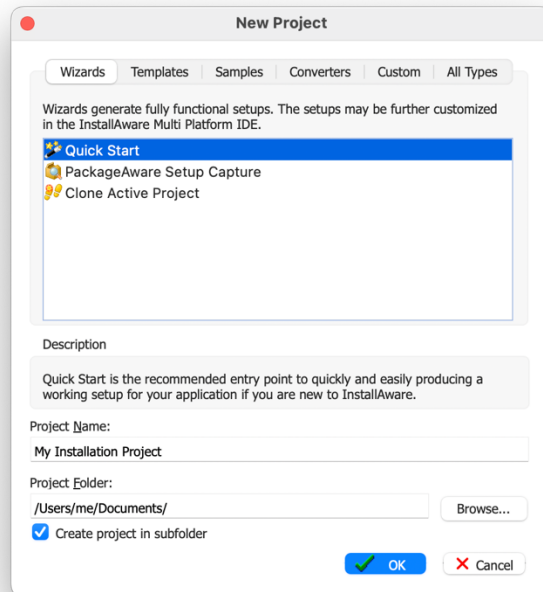 New Project
Wizards Templates Samples Converters Custom All Types
Wizards generate fully functional setups. The setups may be further customized
in the InstallAware Multi Platform IDE.
Quick Start
PackageAware Setup Capture
Clone Active Project
Description
Quick Start is the recommended entry point to quickly and easily producing a
working setup for your application if you are new to InstallAware.
Project Name:
My Installation Project
Project Folder:
/Users/me/Documents/
Browse...
Create project in subfolder
OK
Cancel